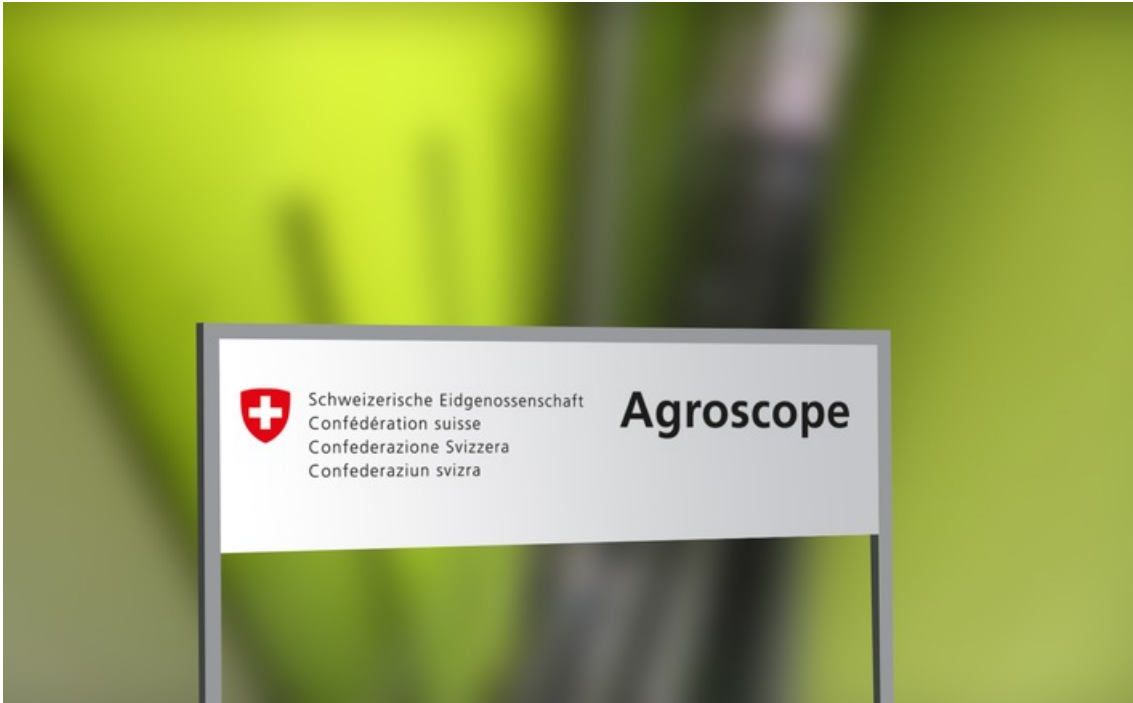 Schweizerische Eidgenossenschaft
Confédération suisse
Confederazione Svizzera
Confederaziun svizra
Agroscope